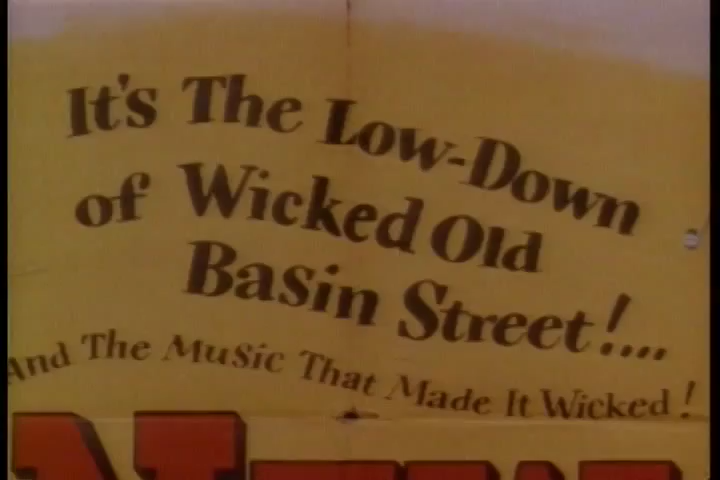 It's The Low-Down
of Wicked Old
Basin Street!...
And The Music That Made It Wicked!